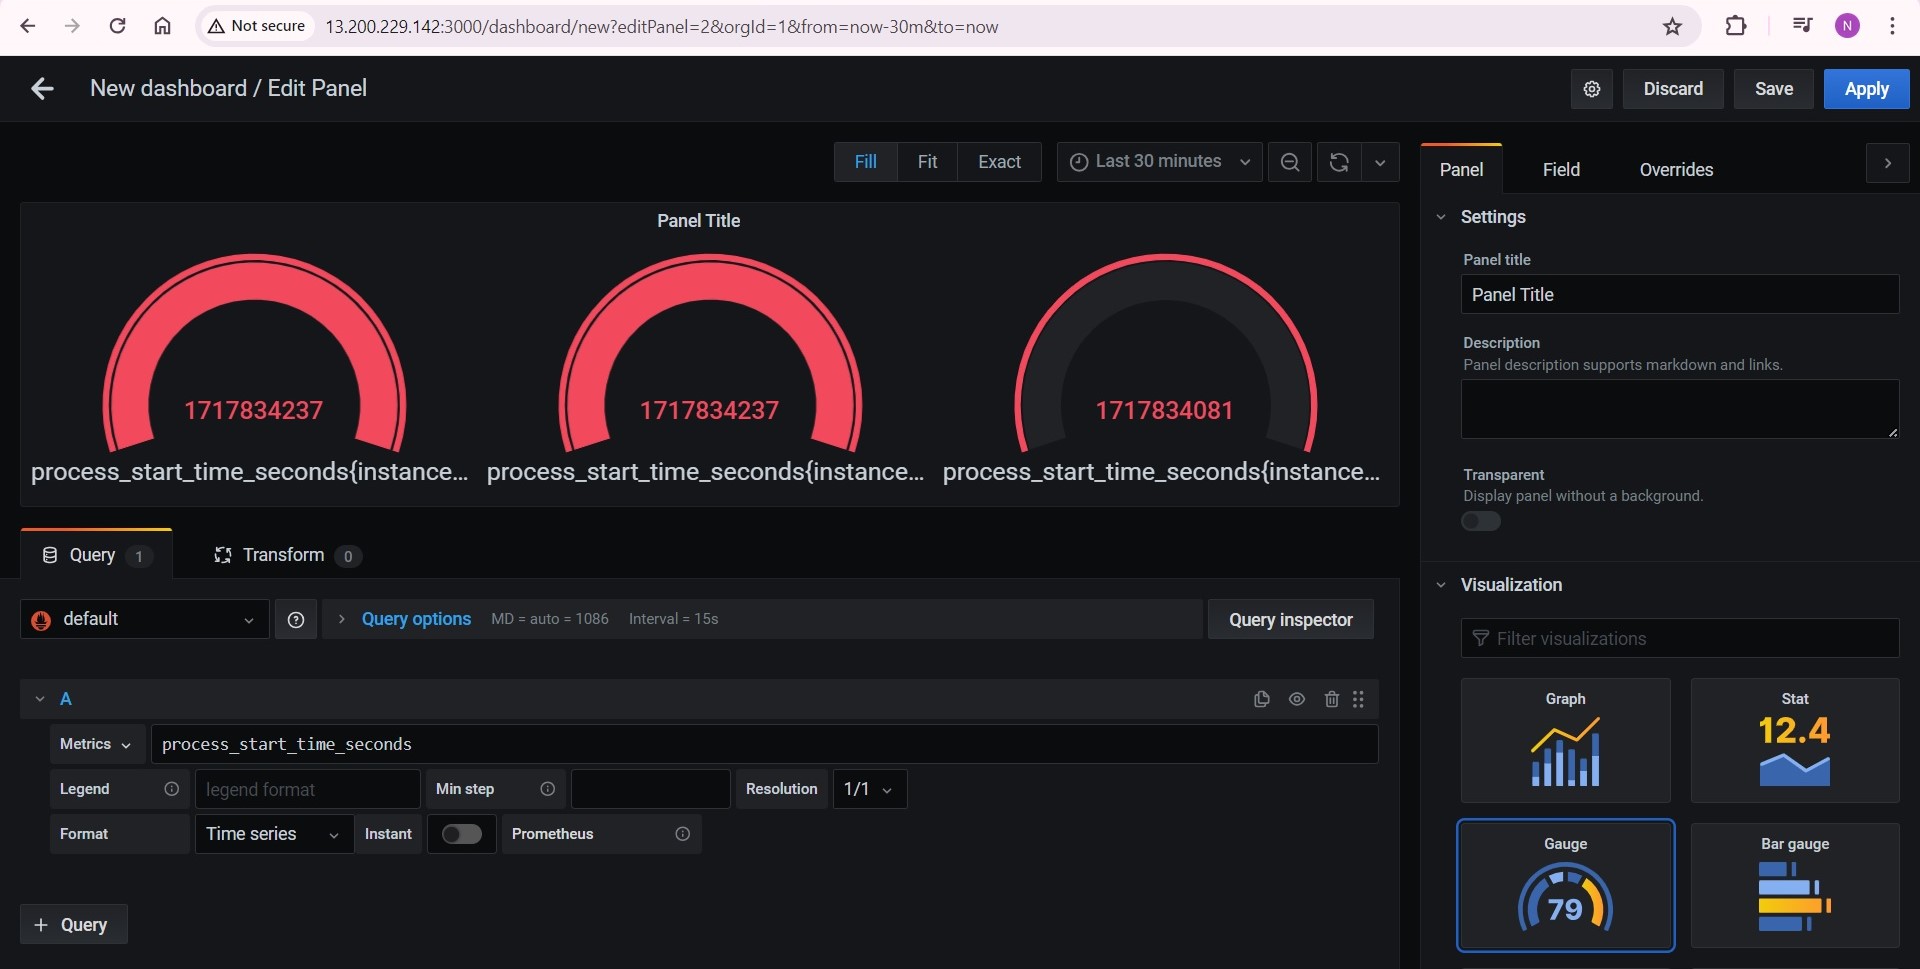 Not secure
13.200.229.142:3000/dashboard/new?editPanel=2&orgId=1&from=now-30m&to=now
N
New dashboard / Edit Panel
Discard
Save
Apply
Fill
Fit
Exact
Last 30 minutes
Panel
Field
Overrides
Panel Title
1717834237
1717834237
1717834081
process_start_time_seconds{instance...
process_start_time_seconds{instance...
process_start_time_seconds{instance...
Settings
Panel title
Panel Title
Description
Panel description supports markdown and links.
Transparent
Display panel without a background.
Query 1
Transform 0
default
Query options MD = auto = 1086 Interval = 15s
Query inspector
A
Metrics
process_start_time_seconds
Legend
legend format
Min step
Resolution
1/1
Format
Time series
Instant
Prometheus
+ Query
Visualization
Filter visualizations
Graph
Stat
12.4
Gauge
79
Bar gauge